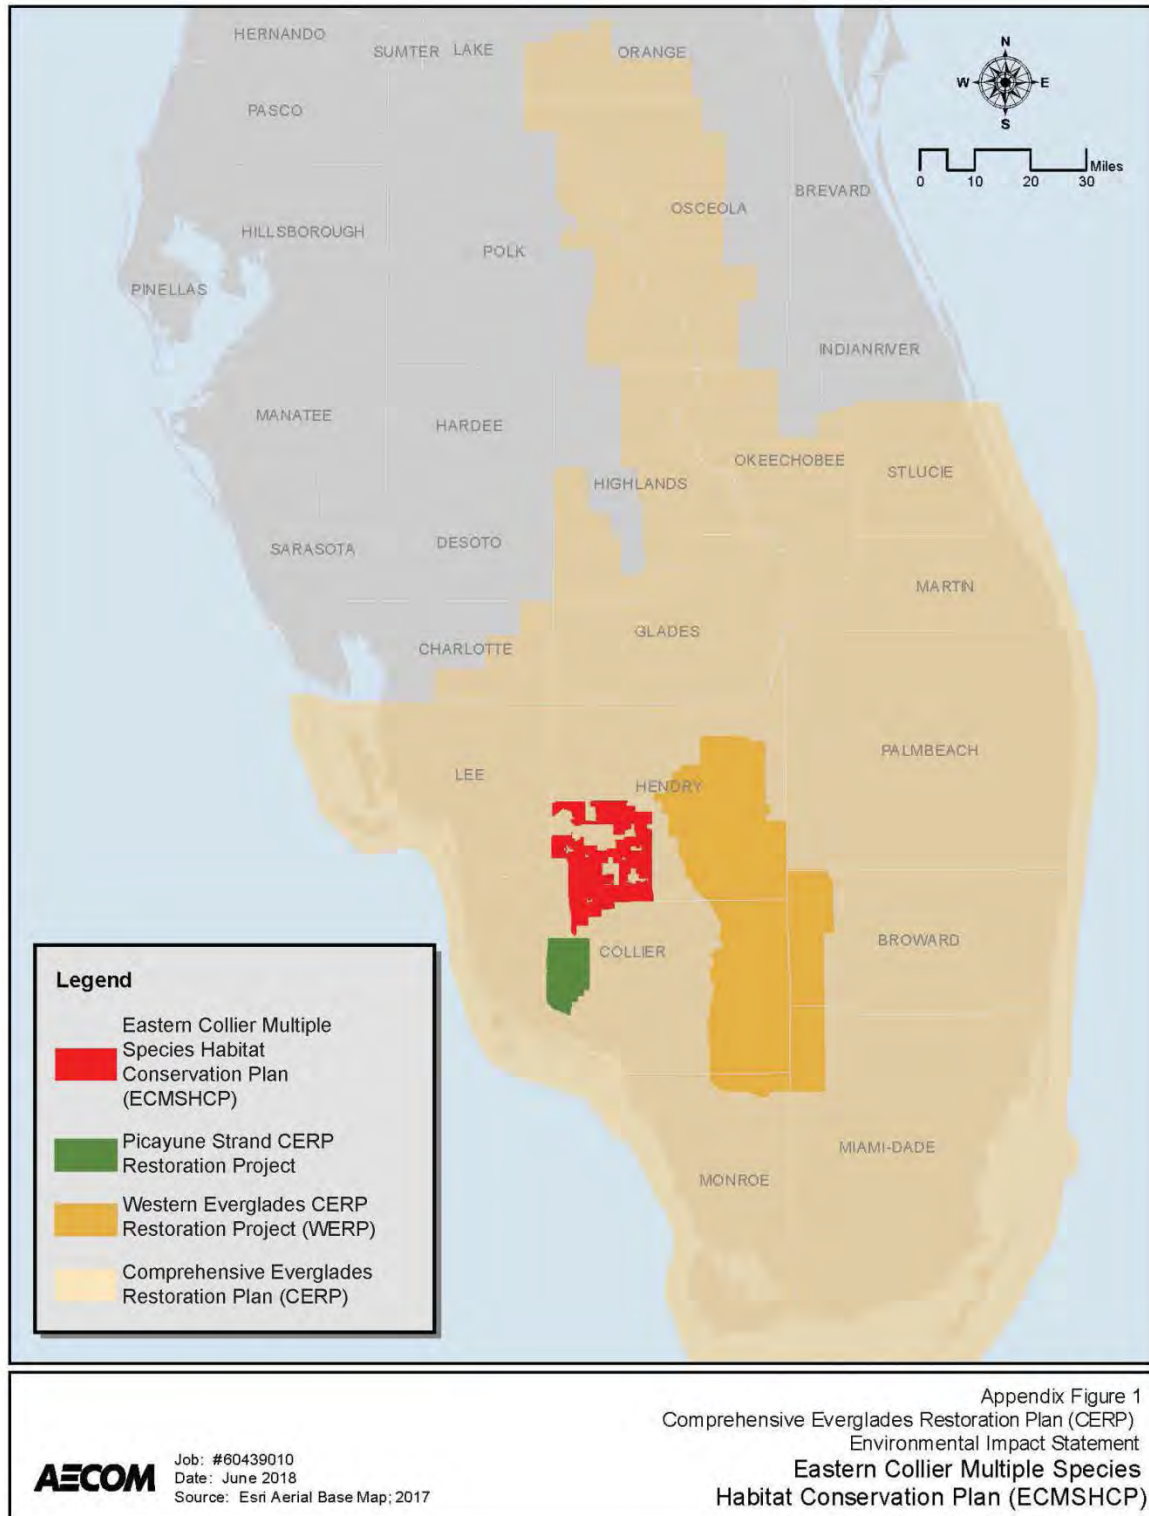 HERNANDO
SUMTER
LAKE
ORANGE
PASCO
HILLSBOROUGH
POLK
OSCEOLA
BREVARD
PINELLAS
INDIANRIVER
MANATEE
HARDEE
OKEECHOBEE
HIGHLANDS
STLUCIE
SARASOTA
DESOTO
MARTIN
CHARLOTTE
GLADES
PALMBEACH
LEE
HENDRY
COLLIER
BROWARD
MIAMI-DADE
MONROE
N
W
E
S
Miles
0 10 20 30
Legend
Eastern Collier Multiple
Species Habitat
Conservation Plan
(ECMSHCP)
Picayune Strand CERP
Restoration Project
Western Everglades CERP
Restoration Project (WERP)
Comprehensive Everglades
Restoration Plan (CERP)
AECOM
Job: #60439010
Date: June 2018
Source: Esri Aerial Base Map; 2017
Appendix Figure 1
Comprehensive Everglades Restoration Plan (CERP)
Environmental Impact Statement
Eastern Collier Multiple Species
Habitat Conservation Plan (ECMSHCP)